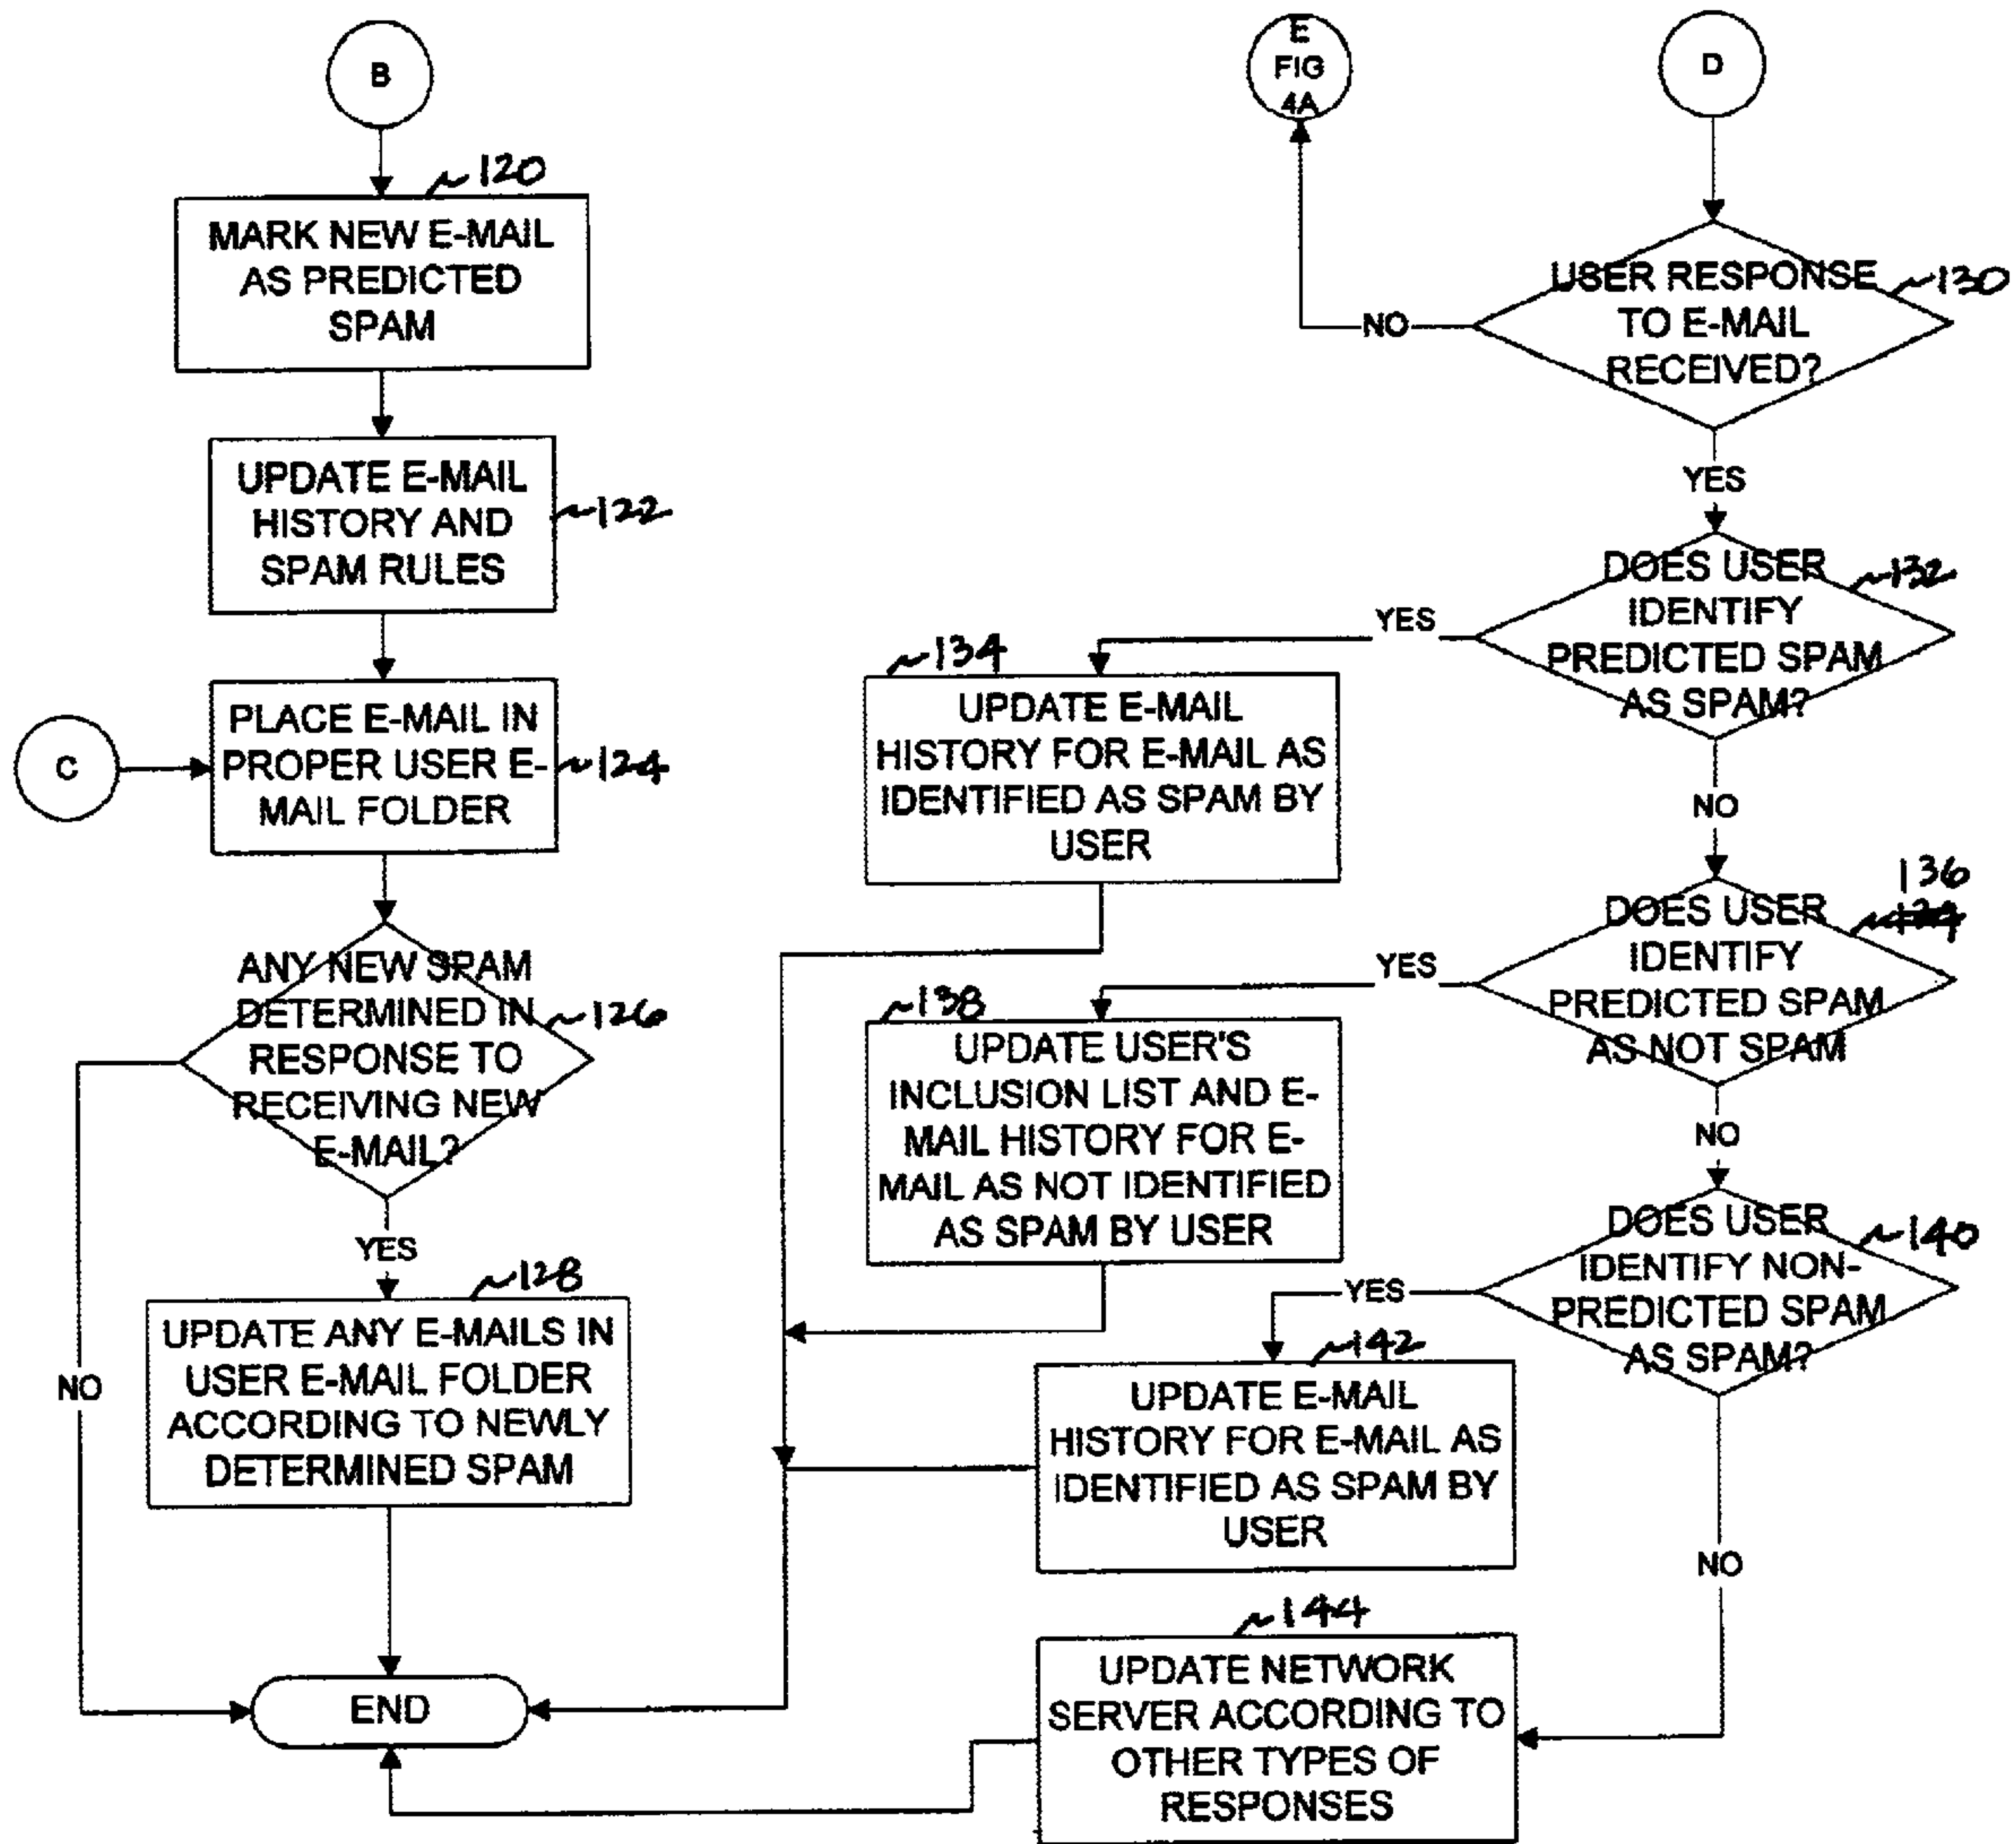 B
~120
MARK NEW E-MAIL
AS PREDICTED
SPAM
UPDATE E-MAIL
HISTORY AND
SPAM RULES
~122
C
PLACE E-MAIL IN
PROPER USER E-
MAIL FOLDER
~124
ANY NEW SPAM
DETERMINED IN
RESPONSE TO
RECEIVING NEW
E-MAIL?
~126
NO
YES
~128
UPDATE ANY E-MAILS IN
USER E-MAIL FOLDER
ACCORDING TO NEWLY
DETERMINED SPAM
END
E
FIG
4A
D
USER RESPONSE
TO E-MAIL
RECEIVED?
~130
NO
YES
DOES USER
IDENTIFY
PREDICTED SPAM
AS SPAM?
~132
YES
~134
UPDATE E-MAIL
HISTORY FOR E-MAIL AS
IDENTIFIED AS SPAM BY
USER
NO
136
DOES USER
IDENTIFY
PREDICTED SPAM
AS NOT SPAM
YES
~138
UPDATE USER'S
INCLUSION LIST AND E-
MAIL HISTORY FOR E-
MAIL AS NOT IDENTIFIED
AS SPAM BY USER
NO
DOES USER
IDENTIFY NON-
PREDICTED SPAM
AS SPAM?
~140
YES
~142
UPDATE E-MAIL
HISTORY FOR E-MAIL AS
IDENTIFIED AS SPAM BY
USER
NO
~144
UPDATE NETWORK
SERVER ACCORDING TO
OTHER TYPES OF
RESPONSES